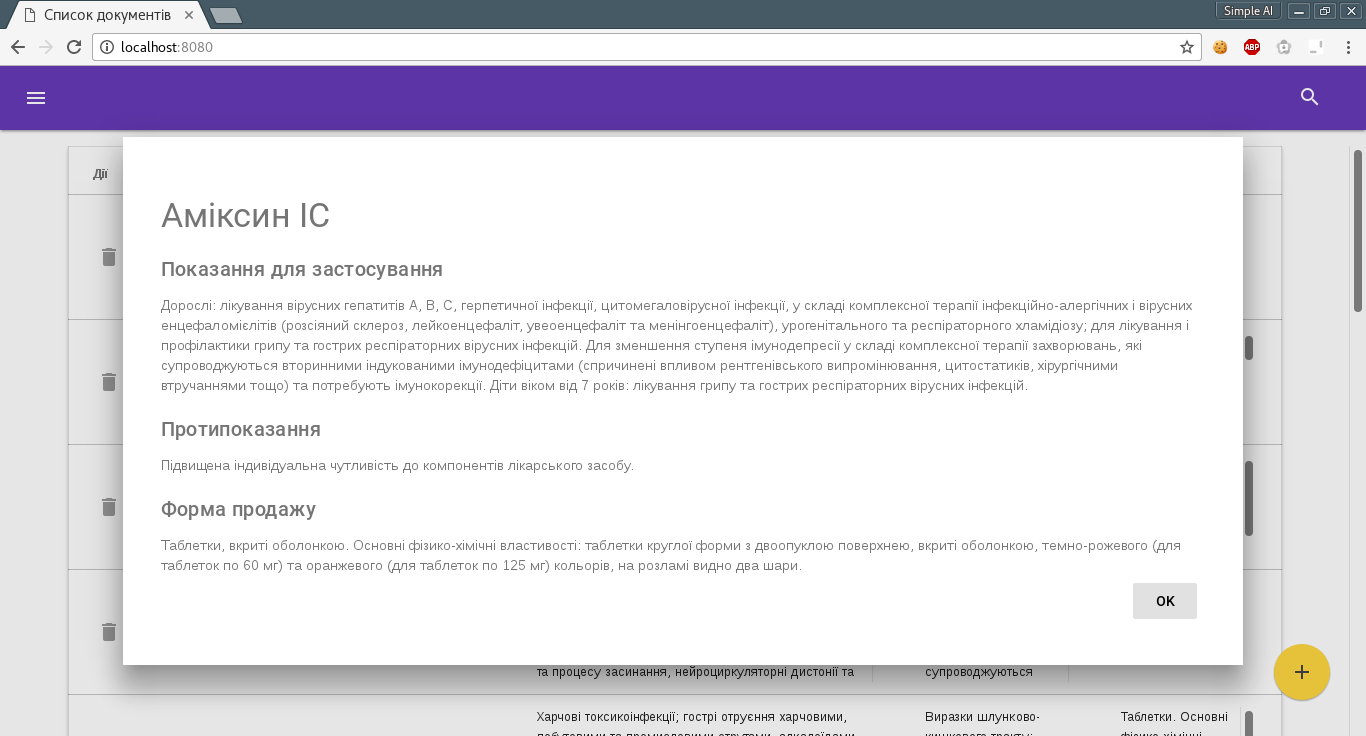 Список документів
Simple AI
localhost:8080
ABP
Дії
Аміксин ІС
Показання для застосування
Дорослі: лікування вірусних гепатитів А, В, С, герпетичної інфекції, цитомегаловірусної інфекції, у складі комплексної терапії інфекційно-алергічних і вірусних
енцефаломієлітів (розсіяний склероз, лейкоенцефаліт, увеоенцефаліт та менінгоенцефаліт), урогенітального та респіраторного хламідіозу; для лікування і
профілактики грипу та гострих респіраторних вірусних інфекцій. Для зменшення ступеня імунодепресії у складі комплексної терапії захворювань, які
супроводжуються вторинними індукованими імунодефіцитами (спричинені впливом рентгенівського випромінювання, цитостатиків, хірургічними
втручаннями тощо) та потребують імунокорекції. Діти віком від 7 років: лікування грипу та гострих респіраторних вірусних інфекцій.
Протипоказання
Підвищена індивідуальна чутливість до компонентів лікарського засобу.
Форма продажу
Таблетки, вкриті оболонкою. Основні фізико-хімічні властивості: таблетки круглої форми з двоопуклою поверхнею, вкриті оболонкою, темно-рожевого (для
таблеток по 60 мг) та оранжевого (для таблеток по 125 мг) кольорів, на розламі видно два шари.
OK
та процесу засинання, нейроциркуляторні дистонії та
супроводжуються
Харчові токсикоінфекції; гострі отруєння харчовими,
Виразки шлунково-
Таблетки. Основні